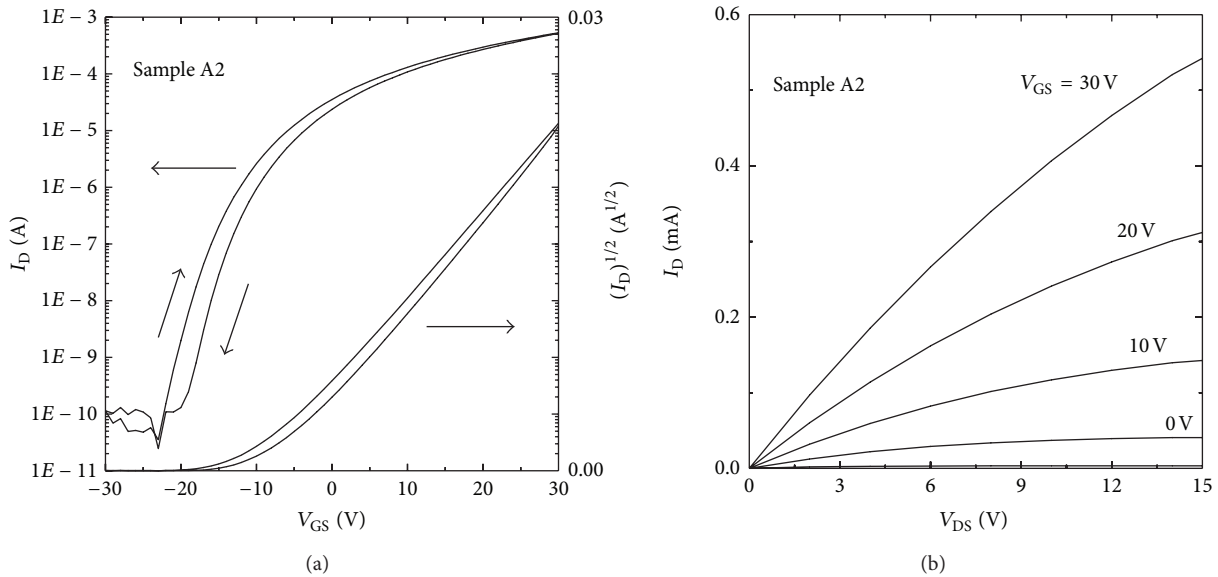 Sample A2
I_D (A)
1E − 3
1E − 4
1E − 5
1E − 6
1E − 7
1E − 8
1E − 9
1E − 10
1E − 11
−30 −20 −10 0 10 20 30
V_GS (V)
0.03
0.00
(I_D)^1/2 (A^1/2)
(a)
Sample A2
I_D (mA)
0.6
0.4
0.2
0.0
0 3 6 9 12 15
V_DS (V)
V_GS = 30 V
20 V
10 V
0 V
(b)